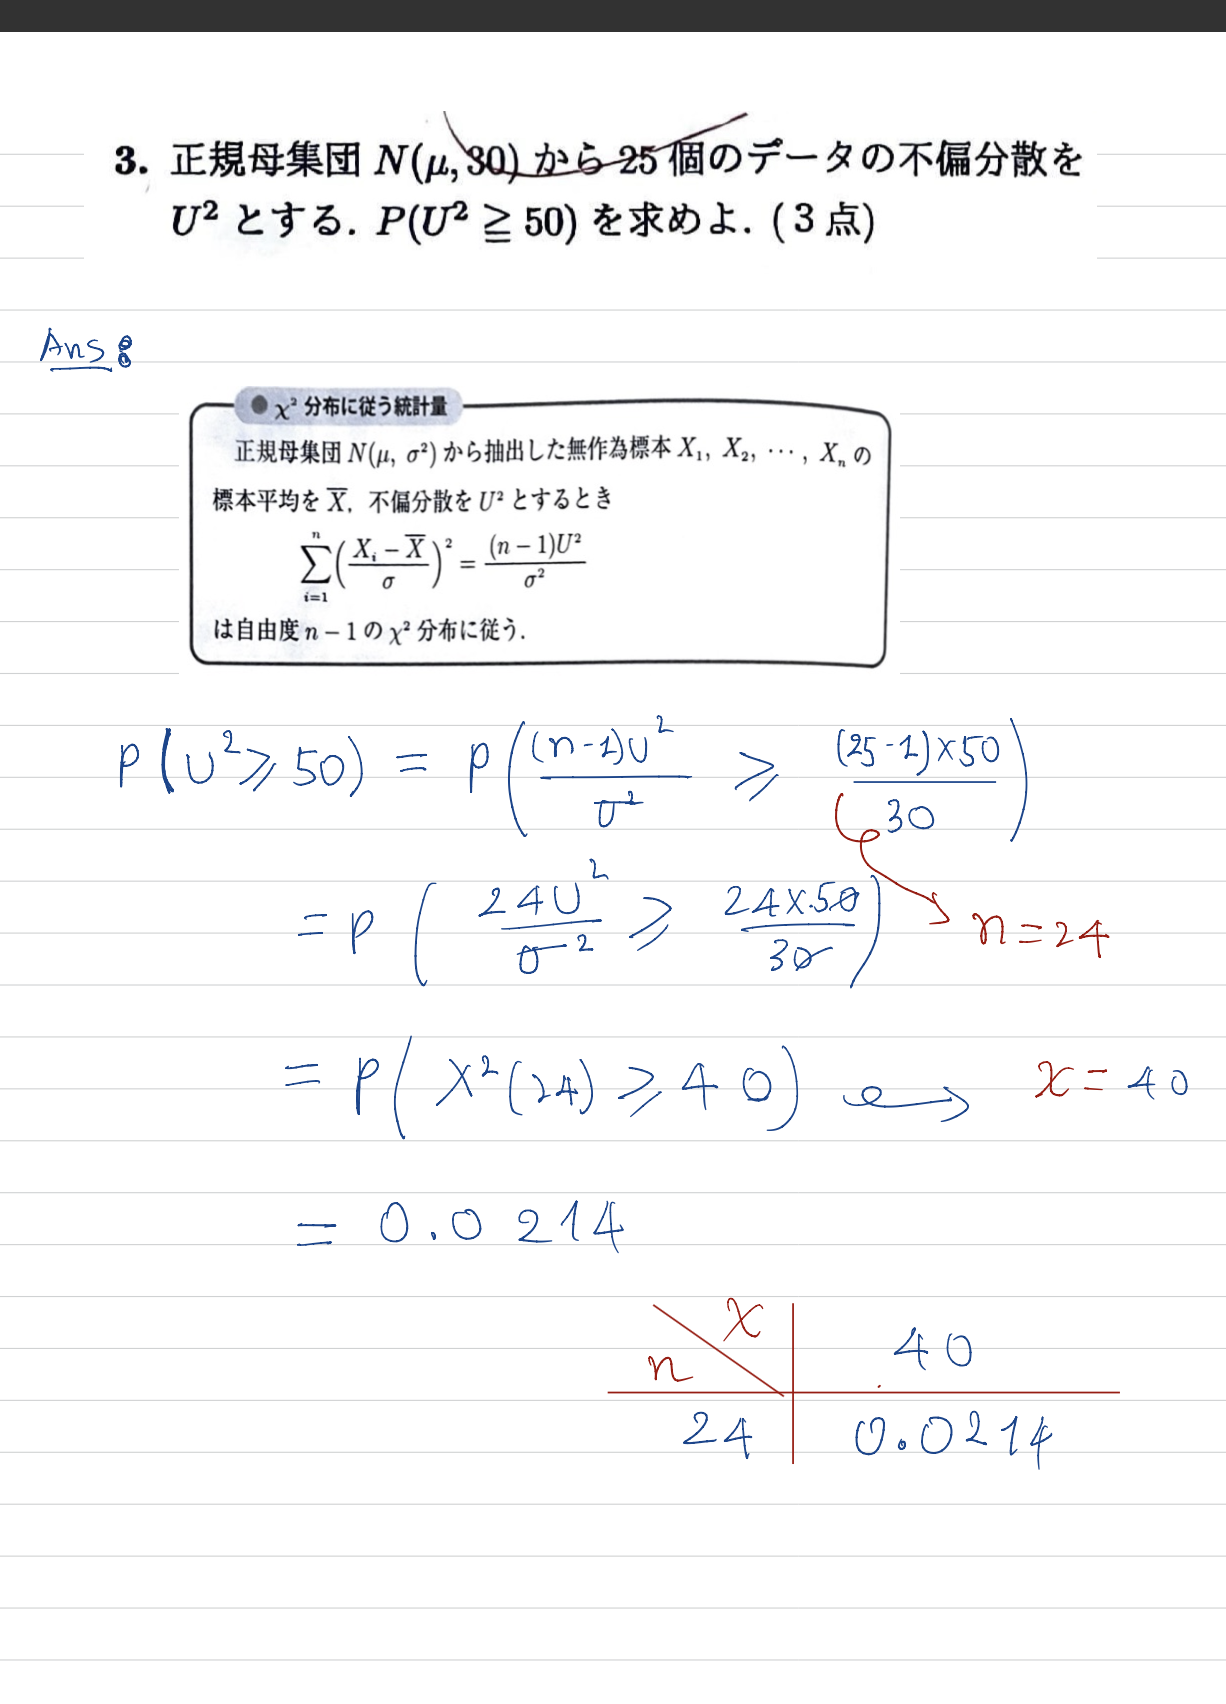 3. 正規母集団 N(μ, 30) から 25 個のデータの不偏分散を
U² とする. P(U² ≧ 50) を求めよ. (3点)
Ans:
● χ² 分布に従う統計量
正規母集団 N(μ, σ²) から抽出した無作為標本 X₁, X₂, ⋯, Xₙ の
標本平均を X̄, 不偏分散を U² とするとき
∑ᵢ₌₁ⁿ ((Xᵢ − X̄)/σ)² = (n − 1)U²/σ²
は自由度 n − 1 の χ² 分布に従う.
P(U² ⩾ 50) = P((n-1)U²/σ² ⩾ (25-1)×50/30)
= P(24U²/σ² ⩾ 24×50/30) n=24
= P(X²(24) ⩾ 40) x = 40
= 0.0214
n x 40
24 0.0214